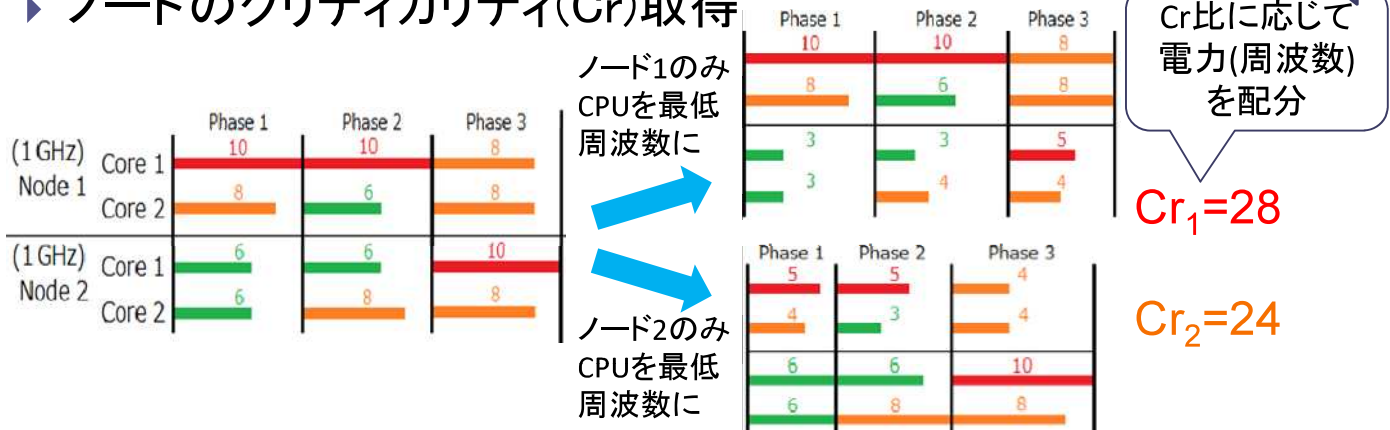 ノードのクリティカリティ(Cr)取得
Phase 1 Phase 2 Phase 3
(1 GHz)
Node 1
Core 1 10 10 8
Core 2 8 6 8
(1 GHz)
Node 2
Core 1 6 6 10
Core 2 6 8 8
ノード1のみ
CPUを最低
周波数に
Phase 1 Phase 2 Phase 3
10 10 8
8 6 8
3 3 5
3 4 4
ノード2のみ
CPUを最低
周波数に
Phase 1 Phase 2 Phase 3
5 5 4
4 3 4
6 6 10
6 8 8
Cr比に応じて
電力(周波数)
を配分
Cr1=28
Cr2=24